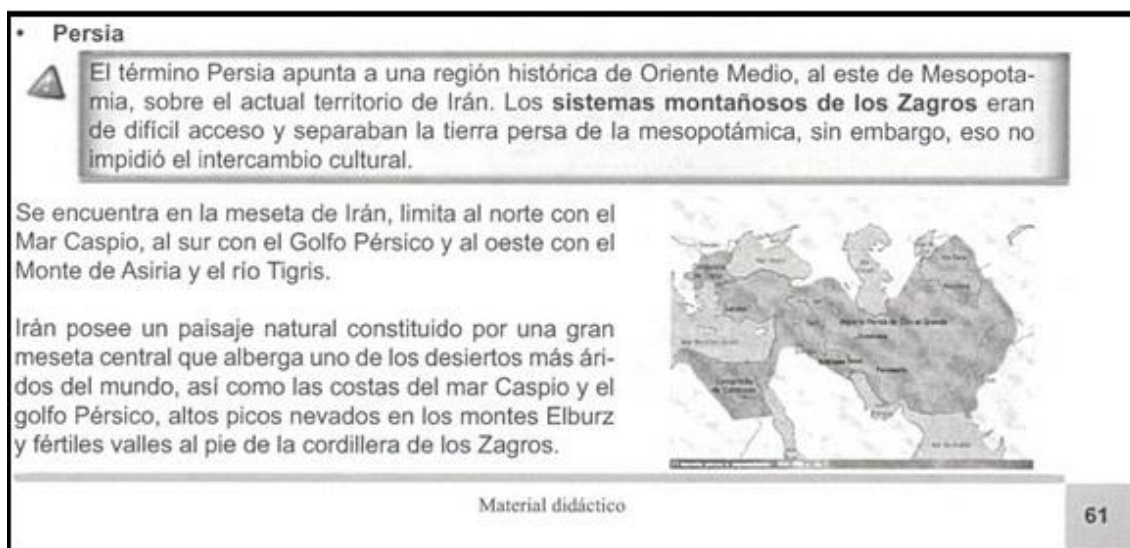 • Persia
El término Persia apunta a una región histórica de Oriente Medio, al este de Mesopota-
mia, sobre el actual territorio de Irán. Los sistemas montañosos de los Zagros eran
de difícil acceso y separaban la tierra persa de la mesopotámica, sin embargo, eso no
impidió el intercambio cultural.
Se encuentra en la meseta de Irán, limita al norte con el
Mar Caspio, al sur con el Golfo Pérsico y al oeste con el
Monte de Asiria y el río Tigris.
Irán posee un paisaje natural constituido por una gran
meseta central que alberga uno de los desiertos más ári-
dos del mundo, así como las costas del mar Caspio y el
golfo Pérsico, altos picos nevados en los montes Elburz
y fértiles valles al pie de la cordillera de los Zagros.
Imperio Persa de Ciro el Grande
Material didáctico
61